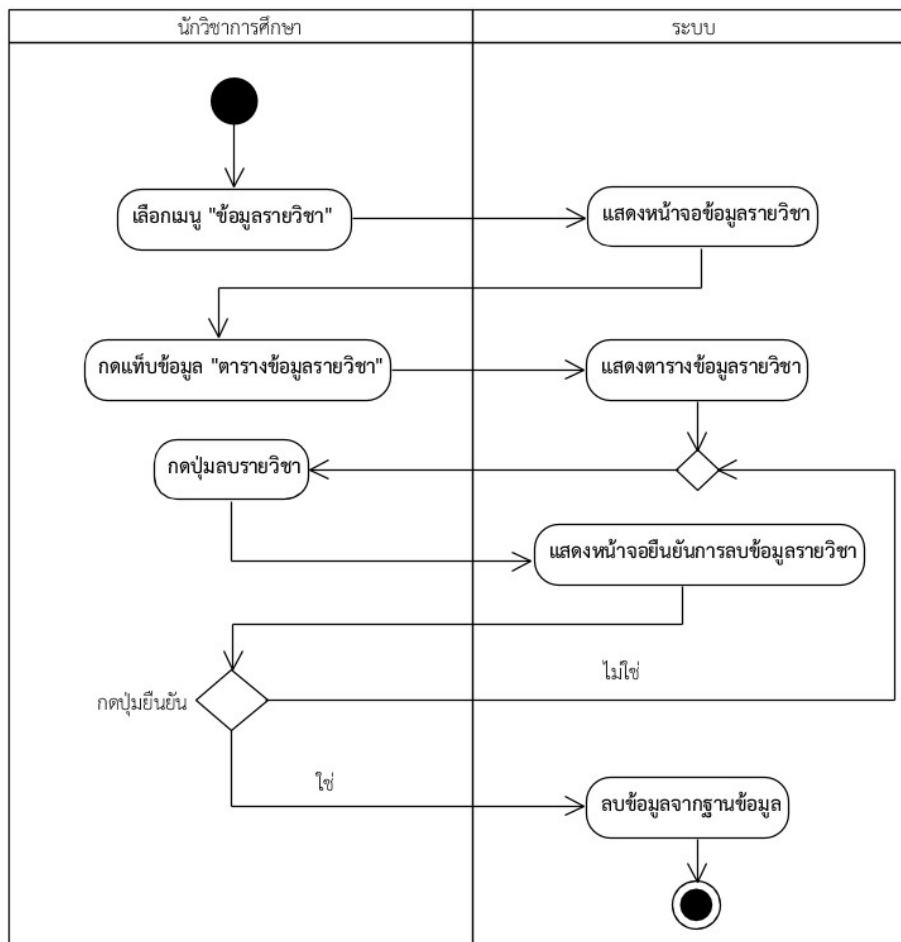 นักวิชาการศึกษา
ระบบ
เลือกเมนู "ข้อมูลรายวิชา"
แสดงหน้าจอข้อมูลรายวิชา
กดแท็บข้อมูล "ตารางข้อมูลรายวิชา"
แสดงตารางข้อมูลรายวิชา
กดปุ่มลบรายวิชา
แสดงหน้าจอยืนยันการลบข้อมูลรายวิชา
กดปุ่มยืนยัน
ไม่ใช่
ใช่
ลบข้อมูลจากฐานข้อมูล